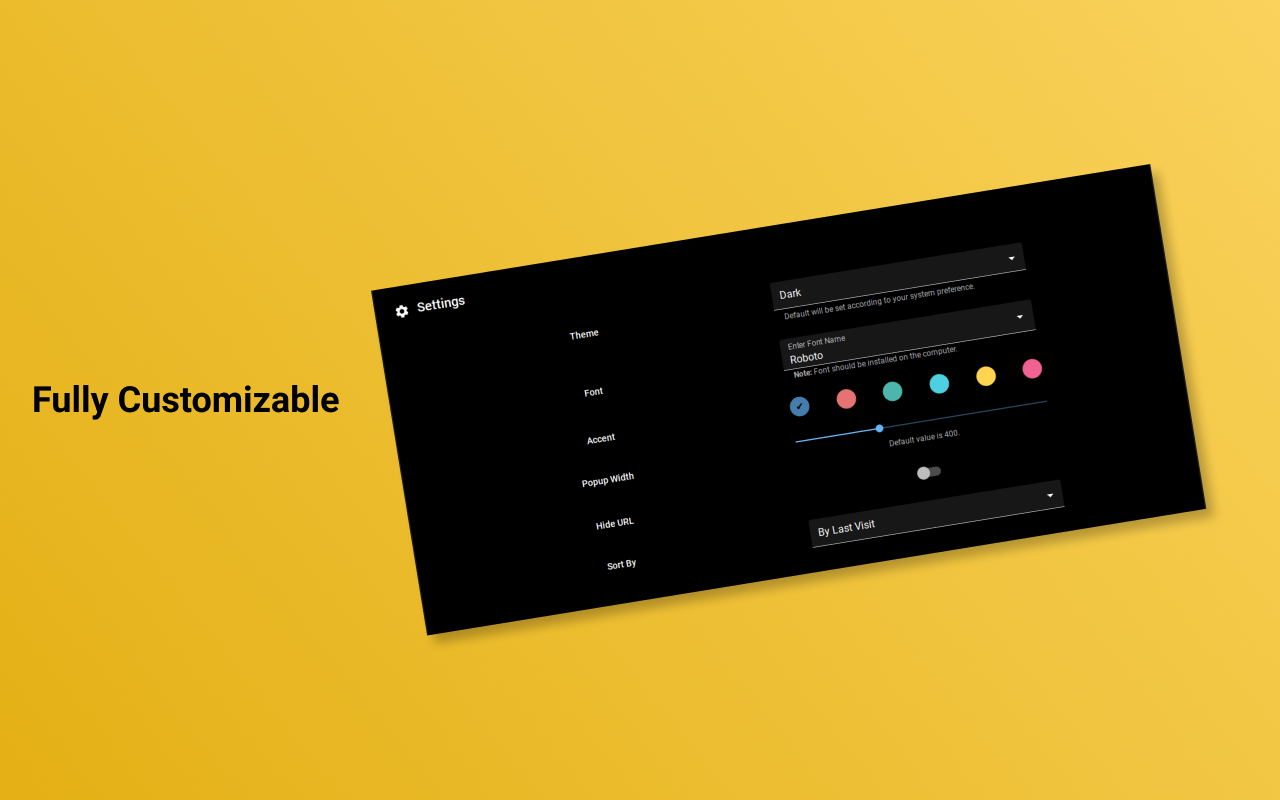 Fully Customizable
Settings
Theme
Dark
Default will be set according to your system preference.
Font
Enter Font Name
Roboto
Note: Font should be installed on the computer.
Accent
Popup Width
Default value is 400.
Hide URL
Sort By
By Last Visit